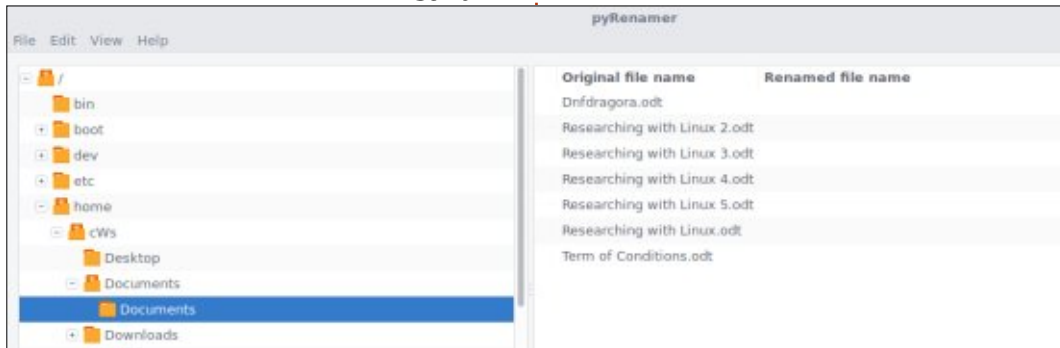 pyRenamer
File Edit View Help
/
bin
boot
dev
etc
home
cWs
Desktop
Documents
Documents
Downloads
Original file name Renamed file name
Dnfdragora.odt
Researching with Linux 2.odt
Researching with Linux 3.odt
Researching with Linux 4.odt
Researching with Linux 5.odt
Researching with Linux.odt
Term of Conditions.odt